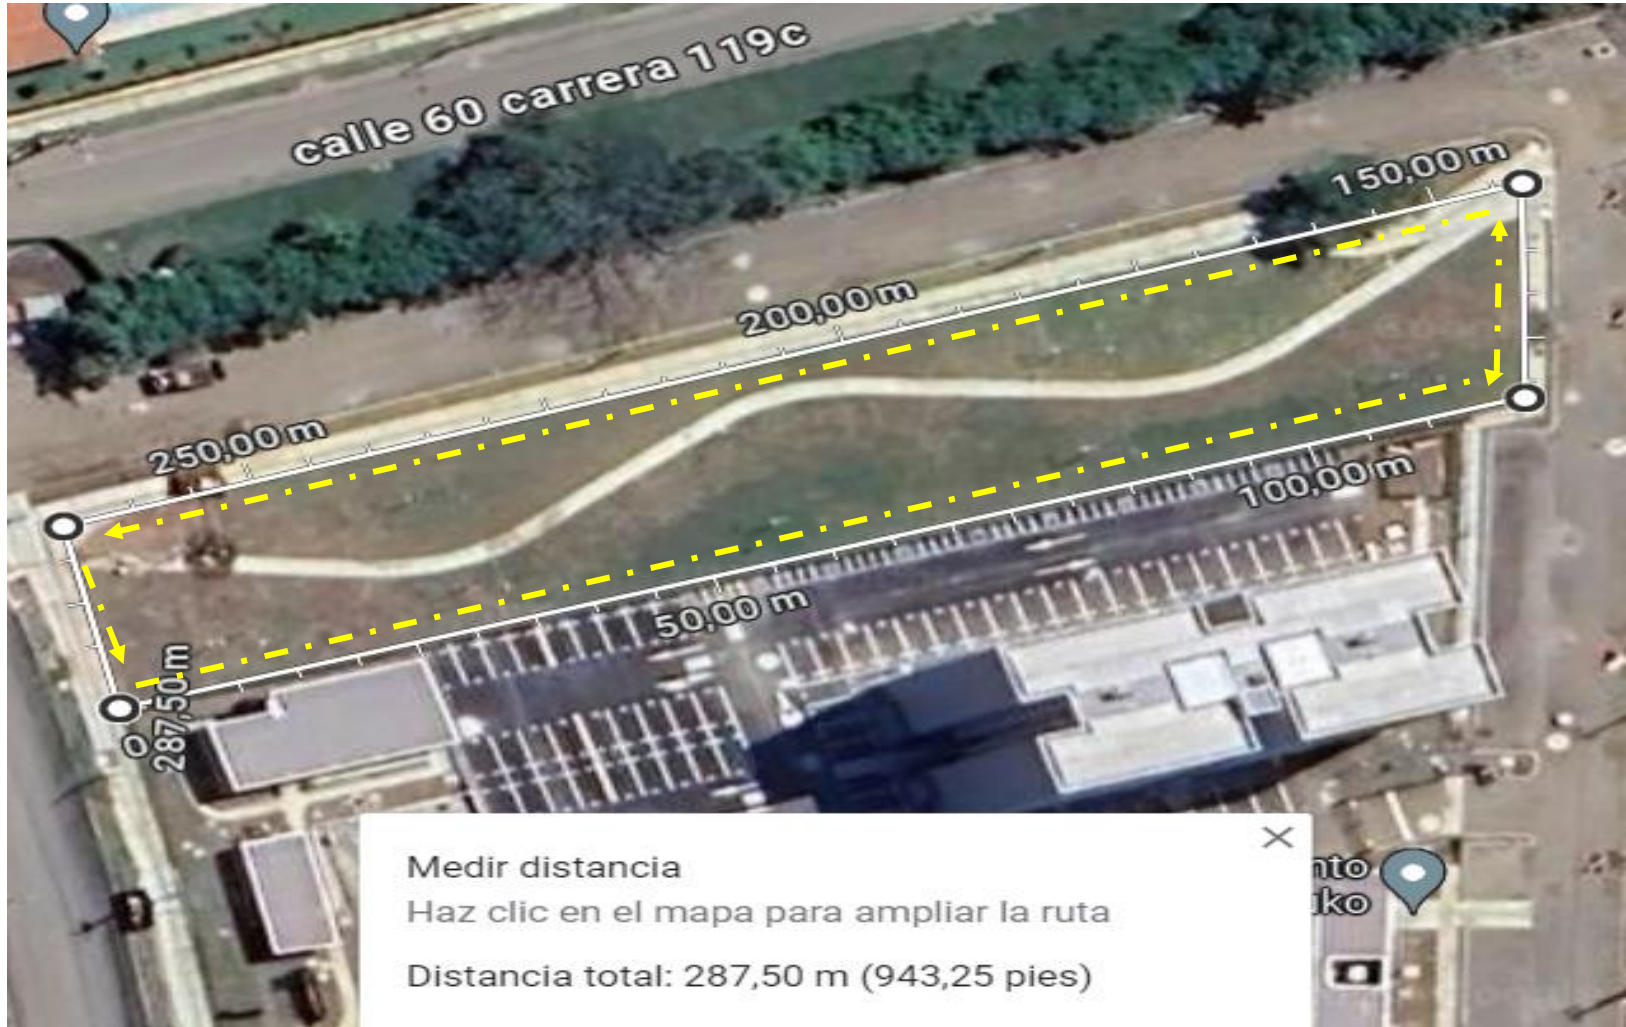 calle 60 carrera 119c
150,00 m
200,00 m
250,00 m
100,00 m
50,00 m
0
287,50 m
Medir distancia
Haz clic en el mapa para ampliar la ruta
nto
uko
Distancia total: 287,50 m (943,25 pies)